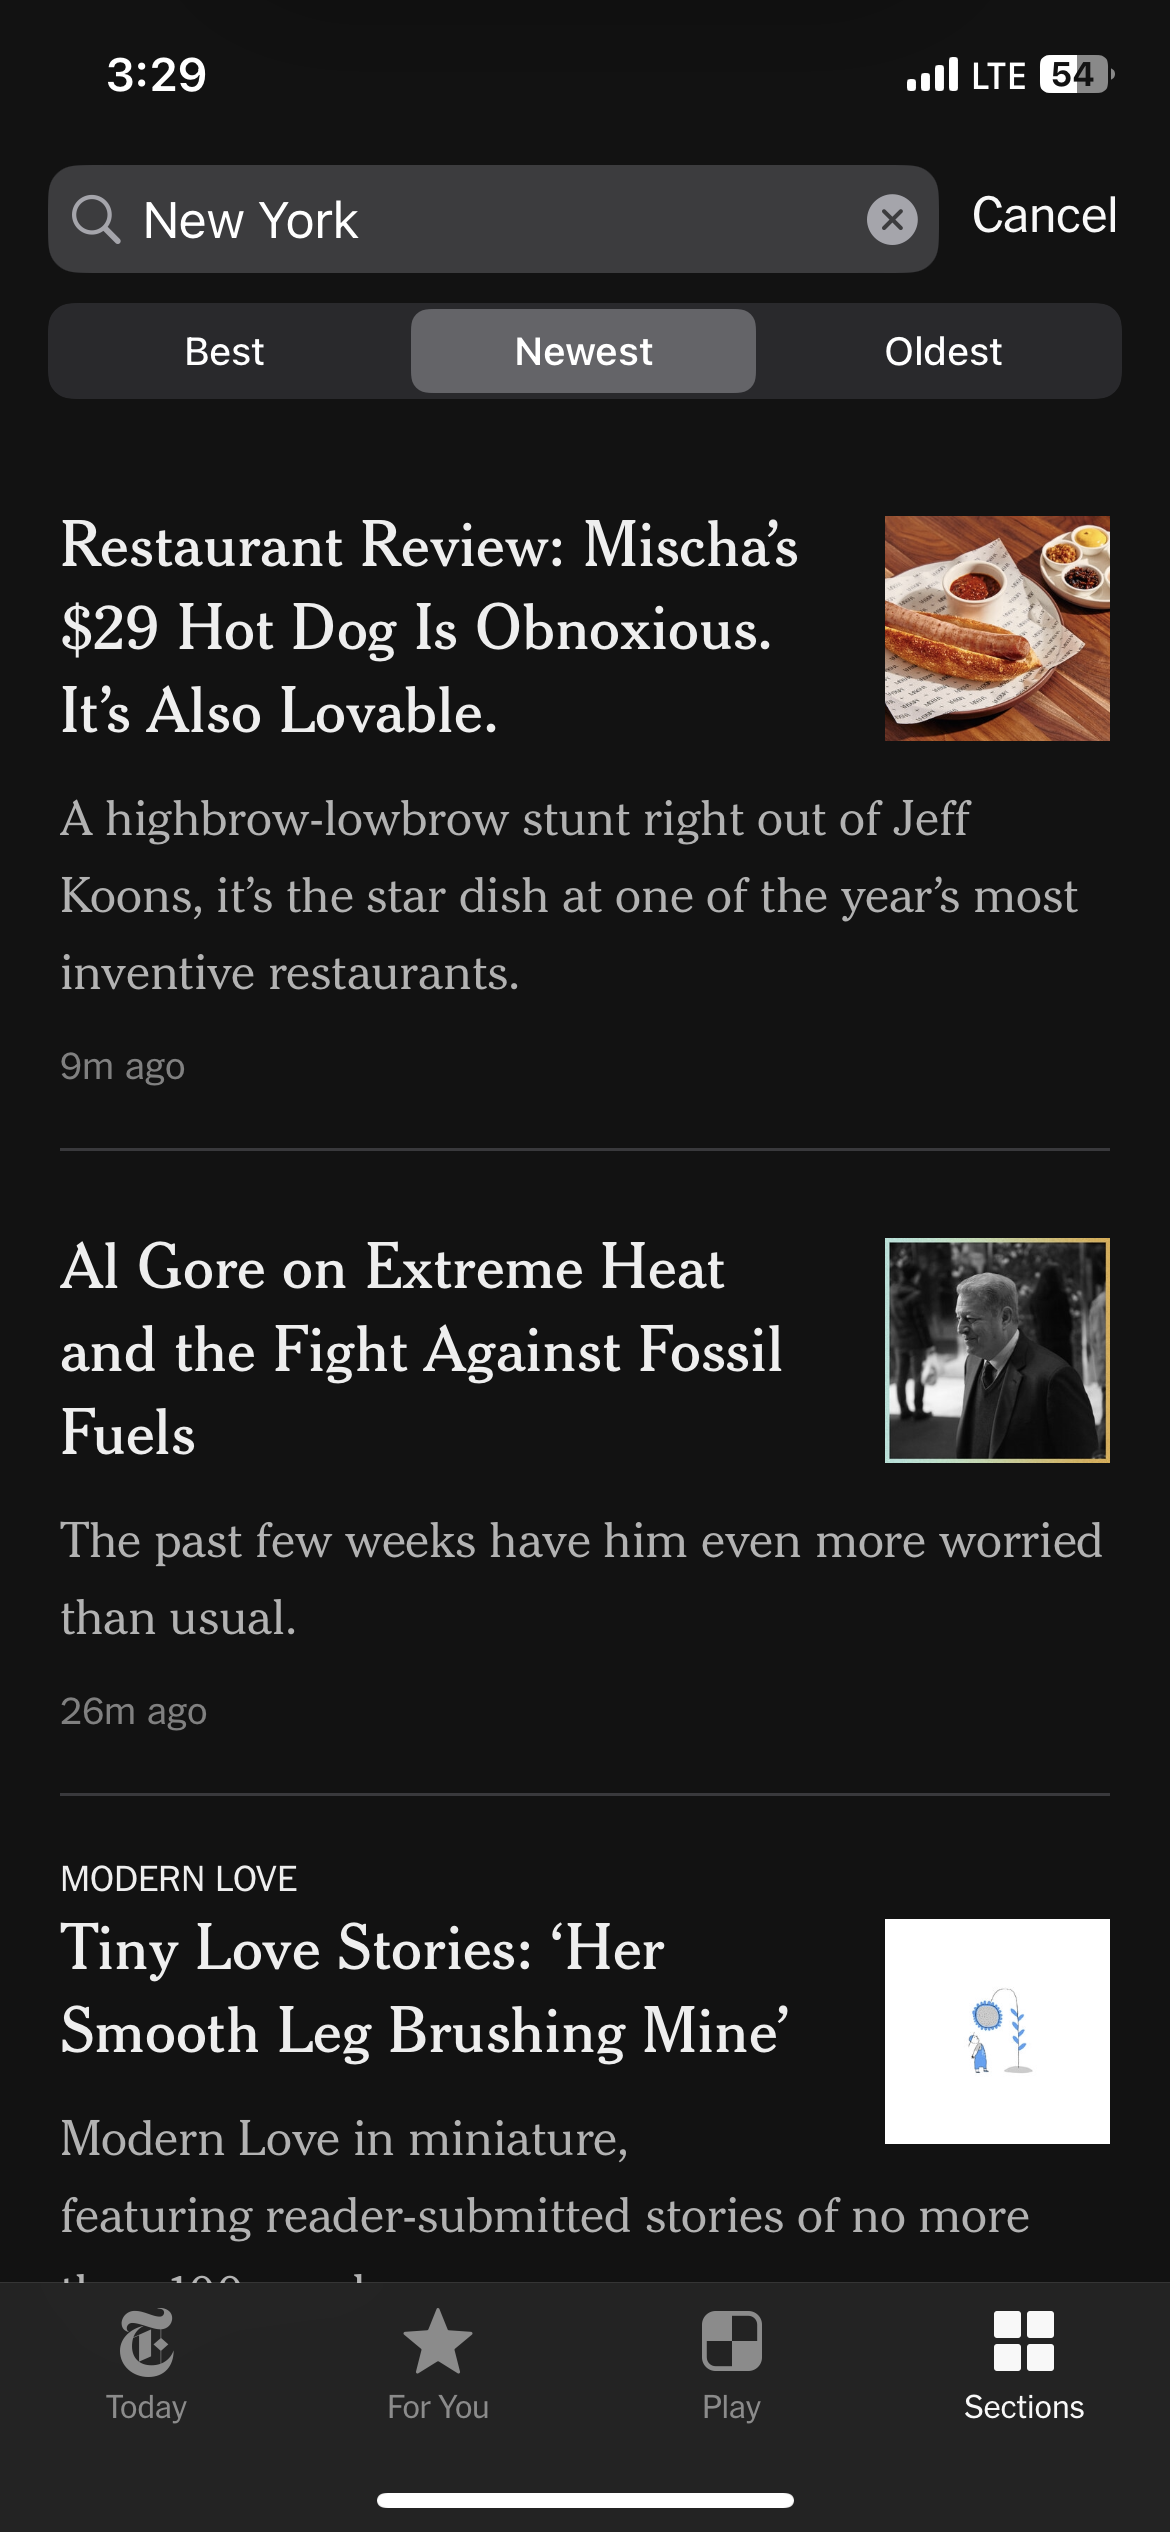 3:29
LTE
54
New York
Cancel
Best
Newest
Oldest
Restaurant Review: Mischa’s
$29 Hot Dog Is Obnoxious.
It’s Also Lovable.
A highbrow-lowbrow stunt right out of Jeff
Koons, it’s the star dish at one of the year’s most
inventive restaurants.
9m ago
Al Gore on Extreme Heat
and the Fight Against Fossil
Fuels
The past few weeks have him even more worried
than usual.
26m ago
MODERN LOVE
Tiny Love Stories: ‘Her
Smooth Leg Brushing Mine’
Modern Love in miniature,
featuring reader-submitted stories of no more
Today
For You
Play
Sections